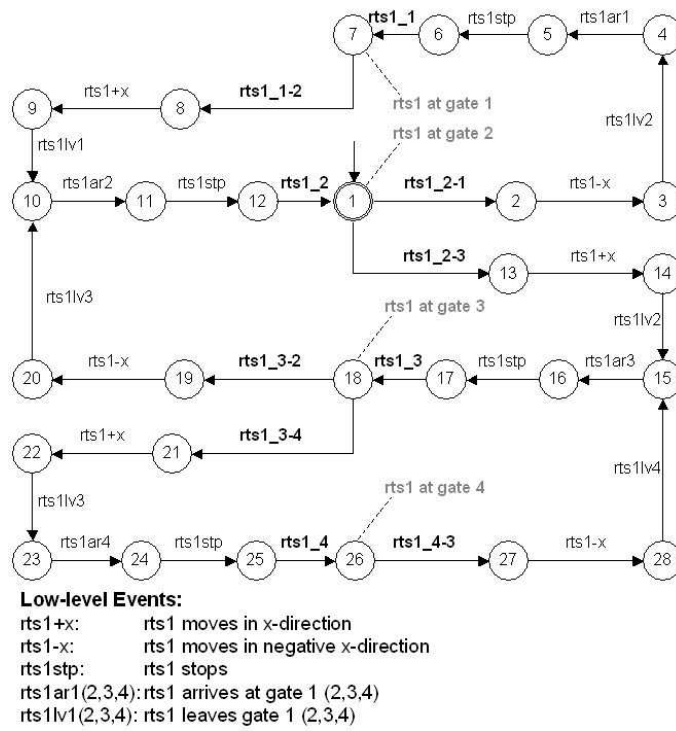 rts1_1 rts1stp rts1ar1
7 6 5 4
rts1+x rts1_1-2 rts1 at gate 1
9 8
rts1 at gate 2
rts1lv1 rts1lv2
rts1ar2 rts1stp rts1_2 rts1_2-1 rts1-x
10 11 12 1 2 3
rts1_2-3 rts1+x
13 14
rts1lv3 rts1 at gate 3 rts1lv2
rts1-x rts1_3-2 rts1_3 rts1stp rts1ar3
20 19 18 17 16 15
rts1+x rts1_3-4
22 21
rts1lv3 rts1 at gate 4 rts1lv4
rts1ar4 rts1stp rts1_4 rts1_4-3 rts1-x
23 24 25 26 27 28
Low-level Events:
rts1+x: rts1 moves in x-direction
rts1-x: rts1 moves in negative x-direction
rts1stp: rts1 stops
rts1ar1(2,3,4): rts1 arrives at gate 1 (2,3,4)
rts1lv1(2,3,4): rts1 leaves gate 1 (2,3,4)